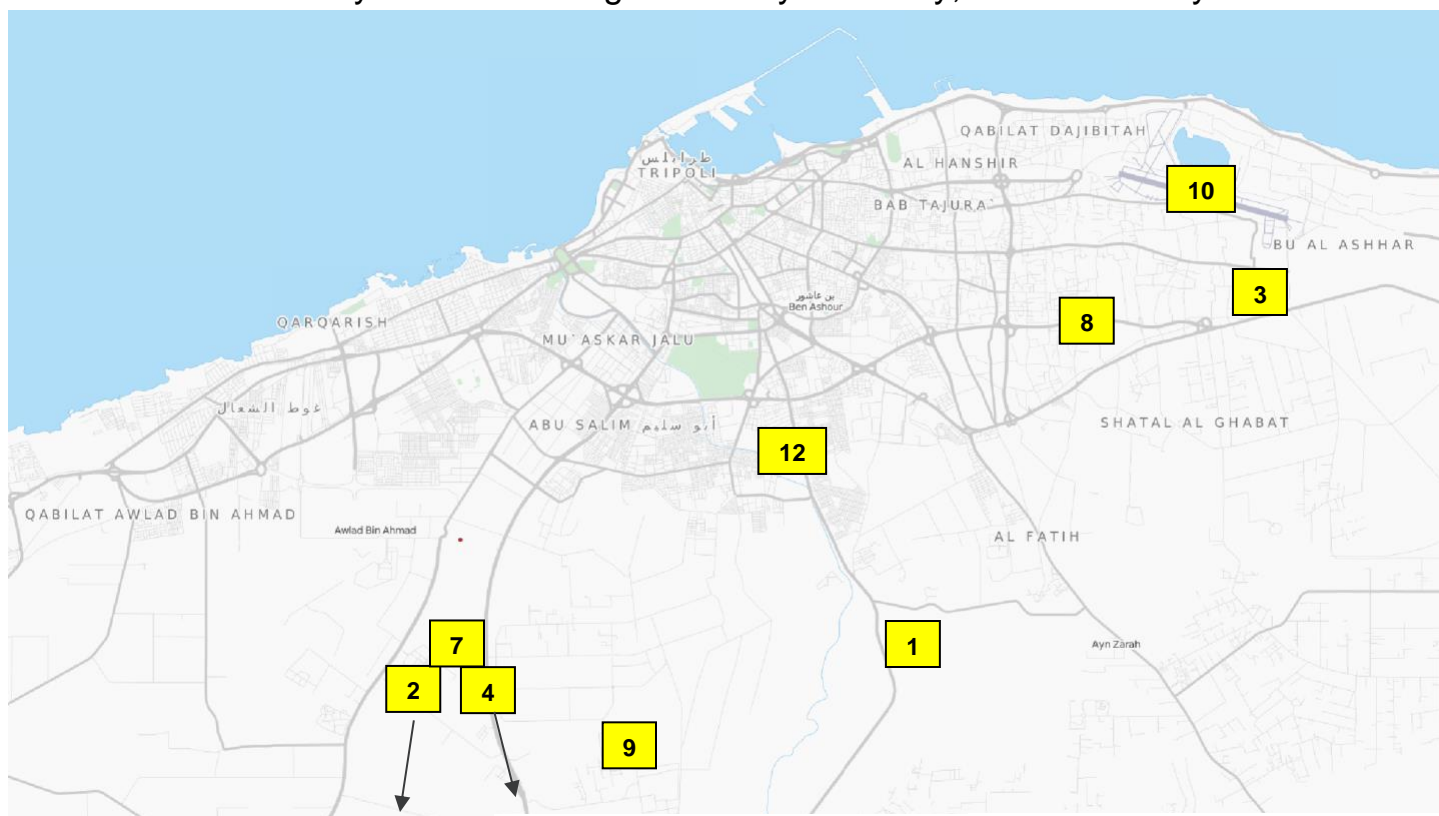 QABILAT DAJIBITAH
طرابلس
TRIPOLI
AL HANSHIR
10
BAB TAJURA`
BU AL ASHHAR
بن عاشور
Ben Ashour
3
QARQARISH
8
MU`ASKAR JALU
غوط الشعال
ABU SALIM أبو سليم
SHATAL AL GHABAT
12
QABILAT AWLAD BIN AHMAD
Awlad Bin Ahmad
AL FATIH
7
1
Ayn Zarah
2
4
9